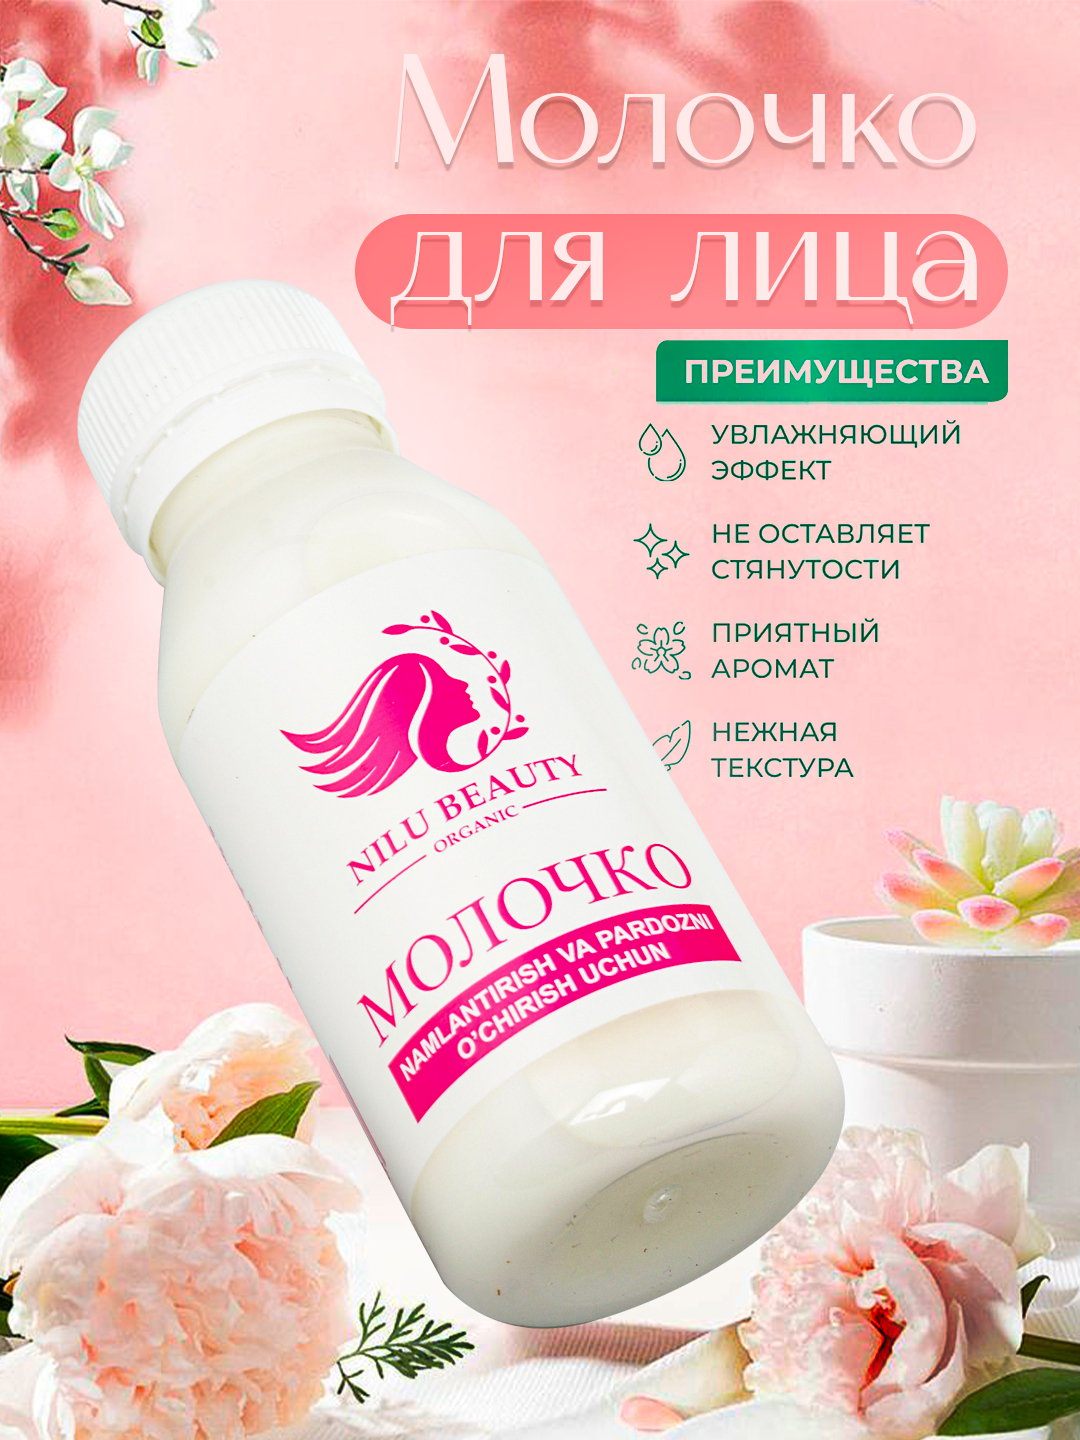 Молочко
для лица
ПРЕИМУЩЕСТВА
УВЛАЖНЯЮЩИЙ
ЭФФЕКТ
НЕ ОСТАВЛЯЕТ
СТЯНУТОСТИ
ПРИЯТНЫЙ
АРОМАТ
НЕЖНАЯ
ТЕКСТУРА
NILU BEAUTY
ORGANIC
МОЛОЧКО
NAMLANTIRISH VA PARDOZNI
O'CHIRISH UCHUN